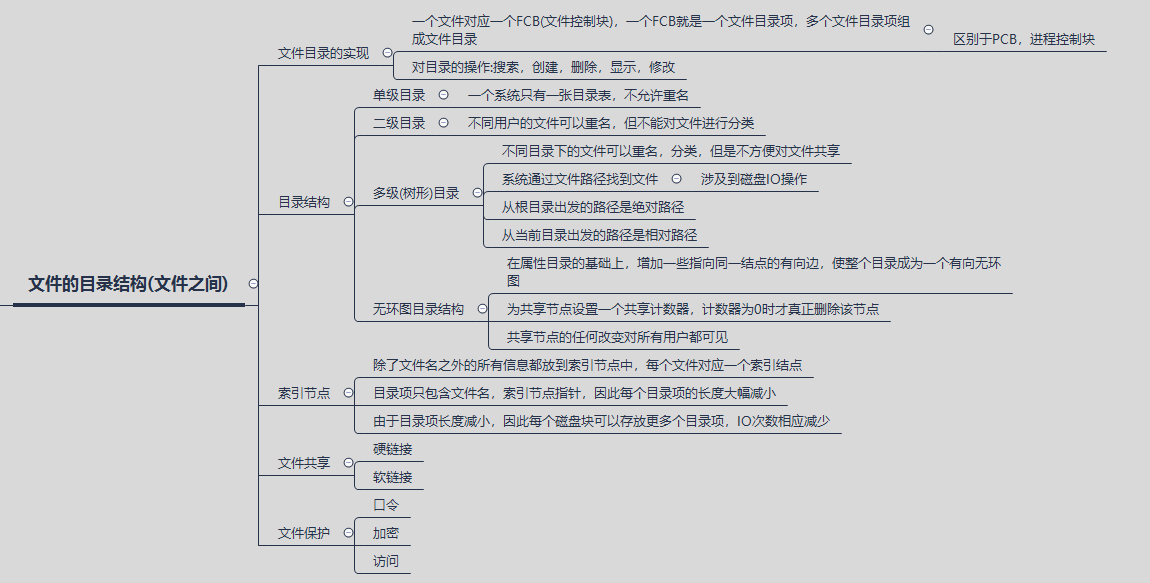 文件的目录结构(文件之间)
文件目录的实现
一个文件对应一个FCB(文件控制块)，一个FCB就是一个文件目录项，多个文件目录项组
成文件目录
区别于PCB，进程控制块
对目录的操作:搜索，创建，删除，显示，修改
目录结构
单级目录
一个系统只有一张目录表，不允许重名
二级目录
不同用户的文件可以重名，但不能对文件进行分类
多级(树形)目录
不同目录下的文件可以重名，分类，但是不方便对文件共享
系统通过文件路径找到文件
涉及到磁盘IO操作
从根目录出发的路径是绝对路径
从当前目录出发的路径是相对路径
无环图目录结构
在属性目录的基础上，增加一些指向同一结点的有向边，使整个目录成为一个有向无环
图
为共享节点设置一个共享计数器，计数器为0时才真正删除该节点
共享节点的任何改变对所有用户都可见
索引节点
除了文件名之外的所有信息都放到索引节点中，每个文件对应一个索引结点
目录项只包含文件名，索引节点指针，因此每个目录项的长度大幅减小
由于目录项长度减小，因此每个磁盘块可以存放更多个目录项，IO次数相应减少
文件共享
硬链接
软链接
文件保护
口令
加密
访问